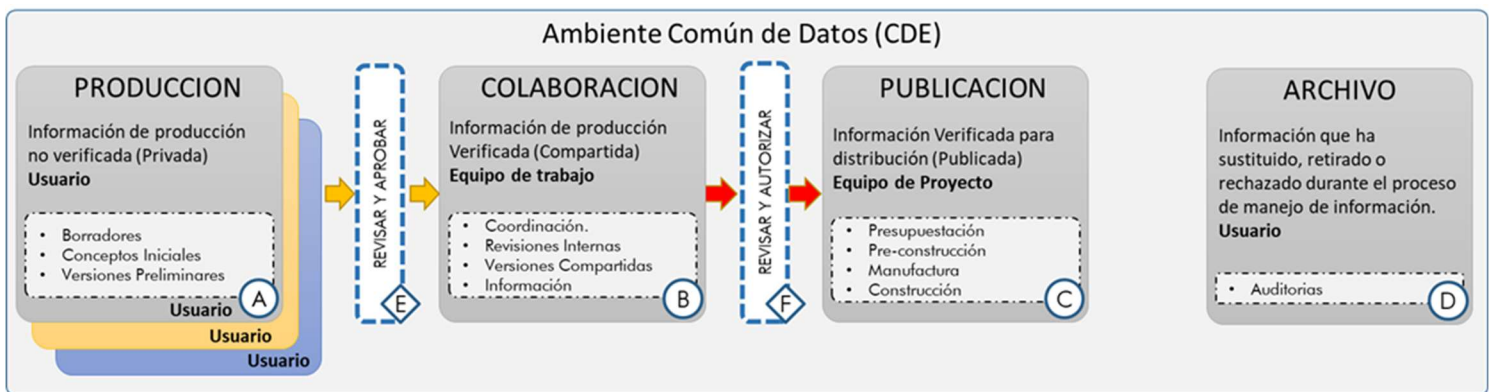 Ambiente Común de Datos (CDE)
PRODUCCION
Información de producción
no verificada (Privada)
Usuario
• Borradores
• Conceptos Iniciales
• Versiones Preliminares
A
Usuario
Usuario
Usuario
REVISAR Y APROBAR
E
COLABORACION
Información de producción
Verificada (Compartida)
Equipo de trabajo
• Coordinación.
• Revisiones Internas
• Versiones Compartidas
• Información
B
REVISAR Y AUTORIZAR
F
PUBLICACION
Información Verificada para
distribución (Publicada)
Equipo de Proyecto
• Presupuestación
• Pre-construcción
• Manufactura
• Construcción
C
ARCHIVO
Información que ha
sustituido, retirado o
rechazado durante el proceso
de manejo de información.
Usuario
• Auditorias
D